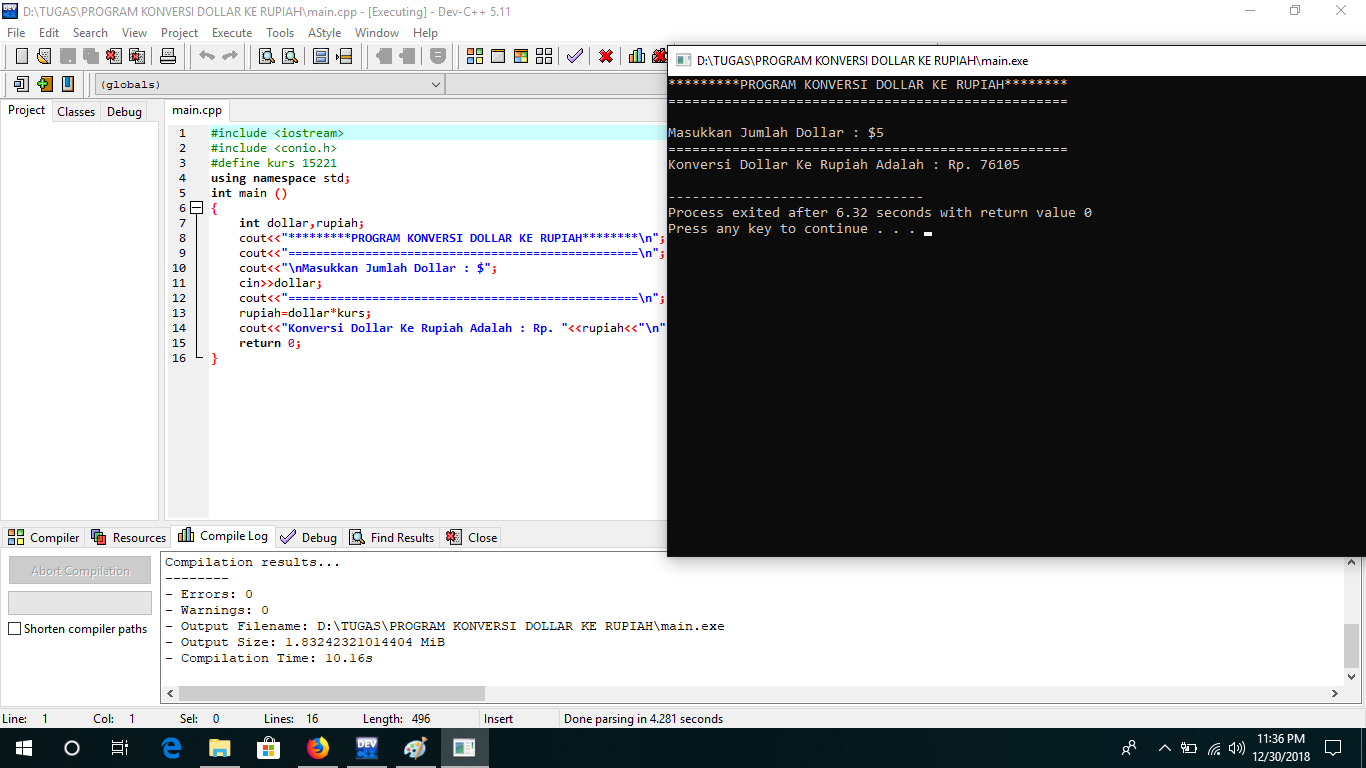 D:\TUGAS\PROGRAM KONVERSI DOLLAR KE RUPIAH\main.cpp - [Executing] - Dev-C++ 5.11
File Edit Search View Project Execute Tools AStyle Window Help
(globals)
Project Classes Debug
main.cpp
1 #include <iostream>
2 #include <conio.h>
3 #define kurs 15221
4 using namespace std;
5 int main ()
6 {
7 int dollar,rupiah;
8 cout<<"*********PROGRAM KONVERSI DOLLAR KE RUPIAH********\n";
9 cout<<"==================================================\n";
10 cout<<"\nMasukkan Jumlah Dollar : $";
11 cin>>dollar;
12 cout<<"==================================================\n";
13 rupiah=dollar*kurs;
14 cout<<"Konversi Dollar Ke Rupiah Adalah : Rp. "<<rupiah<<"\n"
15 return 0;
16 }
D:\TUGAS\PROGRAM KONVERSI DOLLAR KE RUPIAH\main.exe
*********PROGRAM KONVERSI DOLLAR KE RUPIAH********
==================================================
Masukkan Jumlah Dollar : $5
==================================================
Konversi Dollar Ke Rupiah Adalah : Rp. 76105
--------------------------------
Process exited after 6.32 seconds with return value 0
Press any key to continue . . .
Compiler Resources Compile Log Debug Find Results Close
Abort Compilation
Shorten compiler paths
Compilation results...
--------
- Errors: 0
- Warnings: 0
- Output Filename: D:\TUGAS\PROGRAM KONVERSI DOLLAR KE RUPIAH\main.exe
- Output Size: 1.83242321014404 MiB
- Compilation Time: 10.16s
Line: 1 Col: 1 Sel: 0 Lines: 16 Length: 496 Insert Done parsing in 4.281 seconds
DEV
11:36 PM
12/30/2018